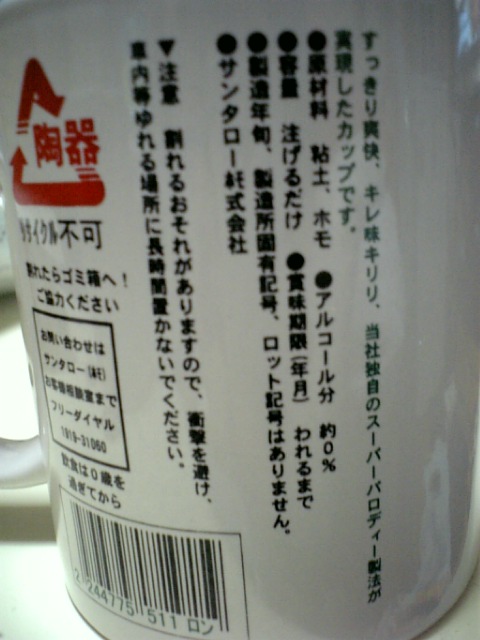 すっきり爽快、キレ味キリリ、当社独自のスーパーパロディー製法が
実現したカップです。
●原材料　粘土、ホモ　●アルコール分　約0%
●容量　注げるだけ　●賞味期限(年月)　われるまで
●製造年旬、製造所固有記号、ロット記号はありません。
●サンタロー㈱式会社
▼注意　割れるおそれがありますので、衝撃を避け、
車内等ゆれる場所に長時間置かないでください。
陶器
リサイクル不可
割れたらゴミ箱へ!
ご協力ください
お問い合わせは
サンタロー㈱
お客様相談室まで
フリーダイヤル
1919-31060
飲食は0歳を
過ぎてから
2 244775 511 ロン